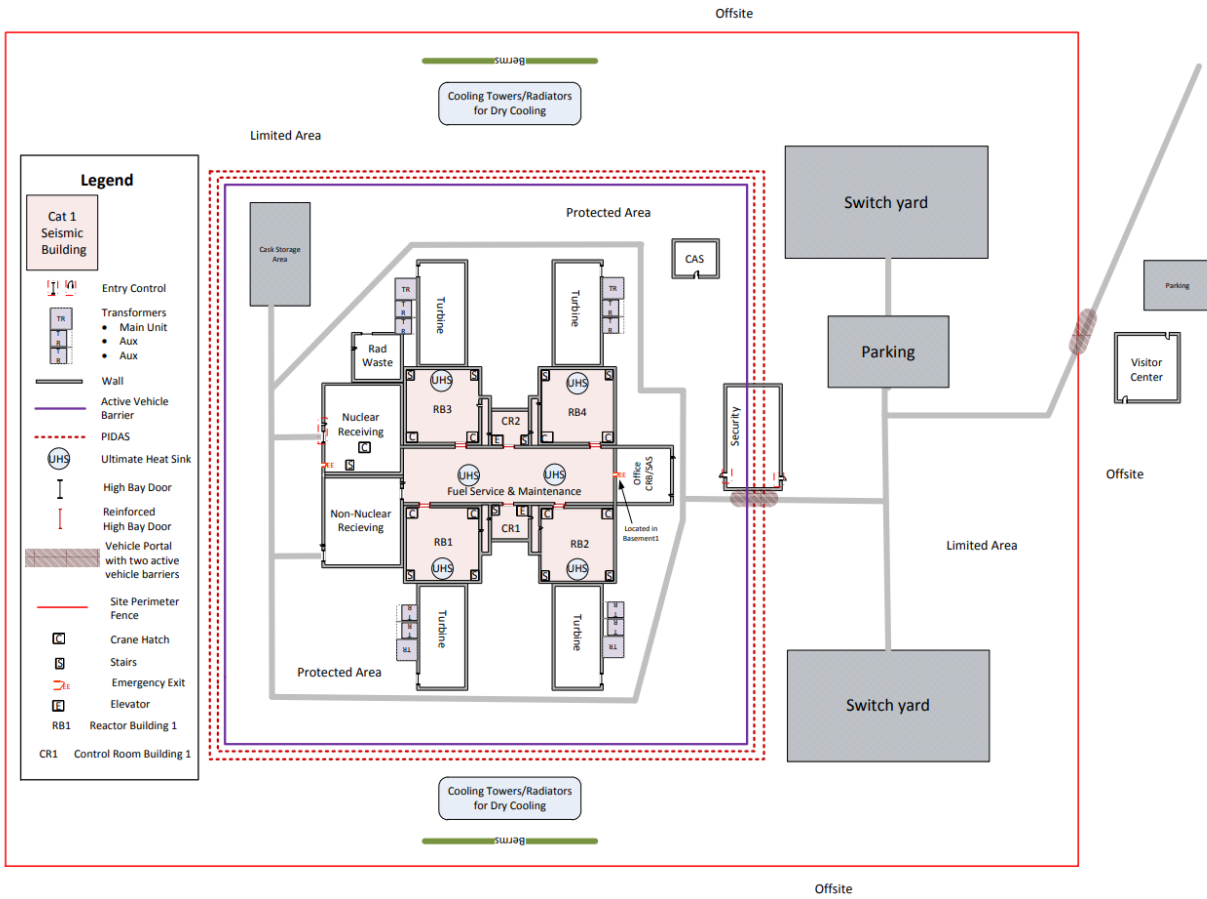 Offsite
Berms
Cooling Towers/Radiators
for Dry Cooling
Limited Area
Legend
Cat 1
Seismic
Building
Entry Control
TR
T
R
T
R
Transformers
• Main Unit
• Aux
• Aux
Wall
Active Vehicle
Barrier
PIDAS
UHS
Ultimate Heat Sink
High Bay Door
Reinforced
High Bay Door
Vehicle Portal
with two active
vehicle barriers
Site Perimeter
Fence
C
Crane Hatch
S
Stairs
EE
Emergency Exit
E
Elevator
RB1
Reactor Building 1
CR1
Control Room Building 1
Protected Area
Cask Storage
Area
CAS
TR
T
R
T
R
Turbine
Turbine
TR
T
R
T
R
Rad
Waste
S
UHS
S
RB3
C
C
CR2
E
S
S
UHS
S
RB4
C
C
Nuclear
Receiving
C
S
EE
UHS
UHS
Fuel Service & Maintenance
EE
Office
CRB/SAS
Located in
Basement1
Non-Nuclear
Recieving
C
C
RB1
S
UHS
S
S
E
CR1
C
C
RB2
S
UHS
S
T
R
T
R
TR
Turbine
Turbine
T
R
T
R
TR
Protected Area
Security
Switch yard
Parking
Switch yard
Limited Area
Parking
Visitor
Center
Offsite
Cooling Towers/Radiators
for Dry Cooling
Berms
Offsite